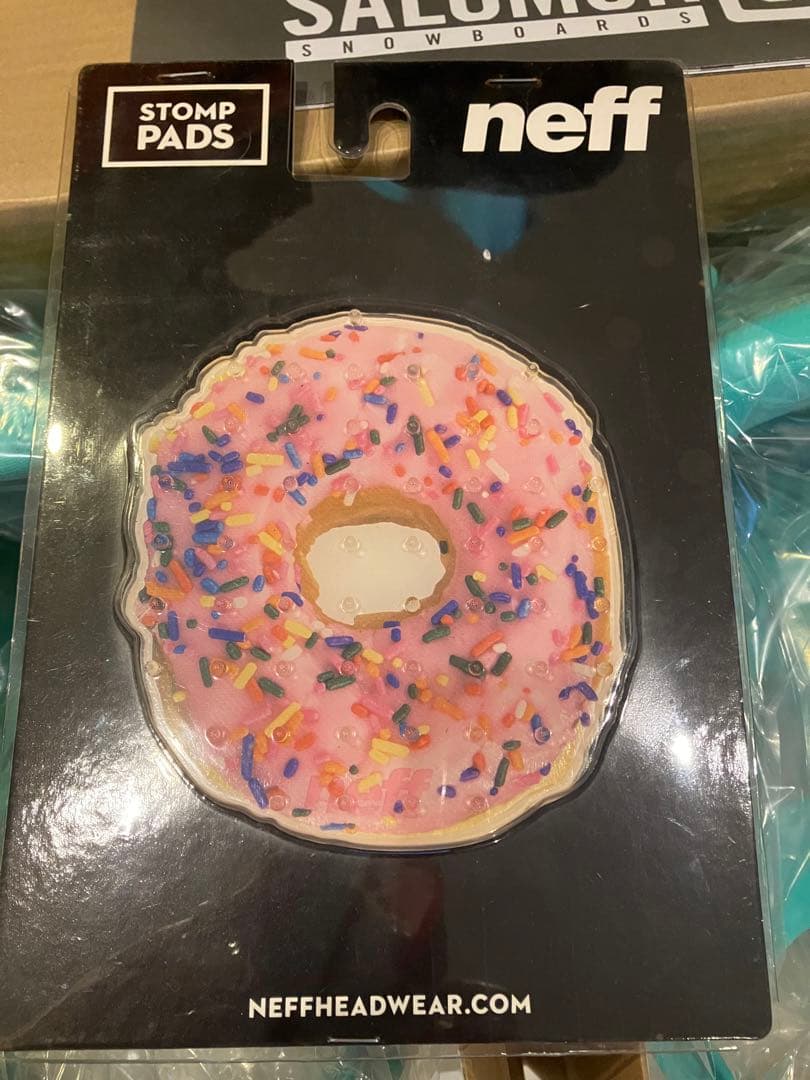 SALOMON
SNOWBOARDS
STOMP
PADS
neff
neff
NEFFHEADWEAR.COM